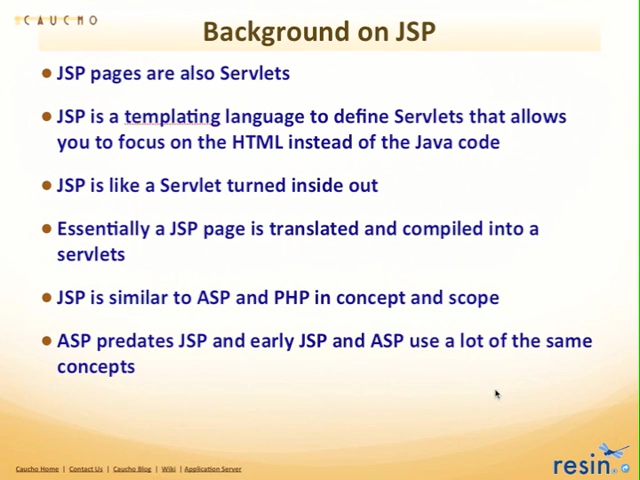 CAUCHO
Background on JSP
JSP pages are also Servlets
JSP is a templating language to define Servlets that allows
you to focus on the HTML instead of the Java code
JSP is like a Servlet turned inside out
Essentially a JSP page is translated and compiled into a
servlets
JSP is similar to ASP and PHP in concept and scope
ASP predates JSP and early JSP and ASP use a lot of the same
concepts
Caucho Home | Contact Us | Caucho Blog | Wiki | Application Server
resin